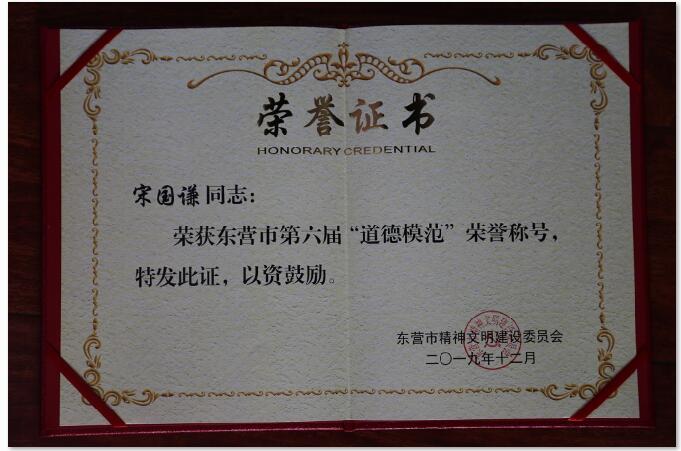 荣誉证书
HONORARY CREDENTIAL
宋国谦同志：
荣获东营市第六届“道德模范”荣誉称号，
特发此证，以资鼓励。
东营市精神文明建设委员会
二〇一九年十二月